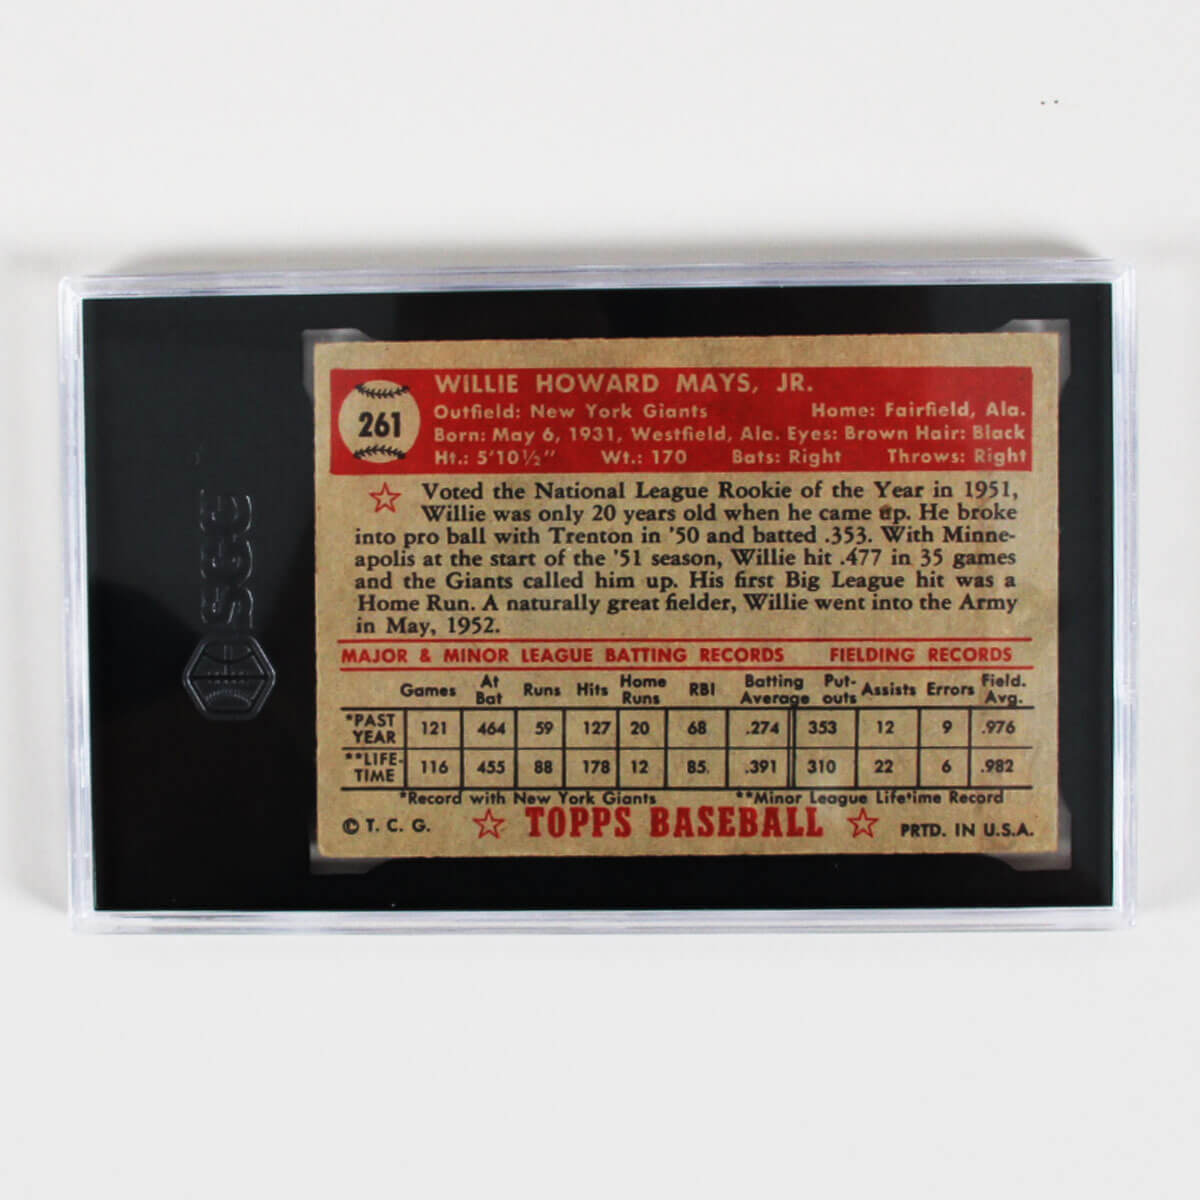 SGC
261
WILLIE HOWARD MAYS, JR.
Outfield: New York Giants Home: Fairfield, Ala.
Born: May 6, 1931, Westfield, Ala. Eyes: Brown Hair: Black
Ht.: 5'10½" Wt.: 170 Bats: Right Throws: Right
Voted the National League Rookie of the Year in 1951,
Willie was only 20 years old when he came up. He broke
into pro ball with Trenton in '50 and batted .353. With Minne-
apolis at the start of the '51 season, Willie hit .477 in 35 games
and the Giants called him up. His first Big League hit was a
Home Run. A naturally great fielder, Willie went into the Army
in May, 1952.
MAJOR & MINOR LEAGUE BATTING RECORDS FIELDING RECORDS
Games At Bat Runs Hits Home Runs RBI Batting Average Put-outs Assists Errors Field. Avg.
*PAST YEAR 121 464 59 127 20 68 .274 353 12 9 .976
**LIFE-TIME 116 455 88 178 12 85. .391 310 22 6 .982
*Record with New York Giants **Minor League Lifetime Record
© T. C. G. TOPPS BASEBALL PRTD. IN U.S.A.